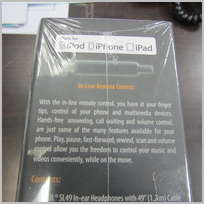 Made for
iPod iPhone iPad
In-Line Remote Control:
With the in-line remote control, you have at your finger
tips, control of your phone and multimedia devices.
Hands-free answering, call waiting and volume control,
are just some of the many features available for your
phone. Play, pause, fast-forward, rewind, scan and volume
control allow you the freedom to control your music and
videos conveniently, while on the move.
Contents:
SL49 In-ear Headphones with 49" Cable